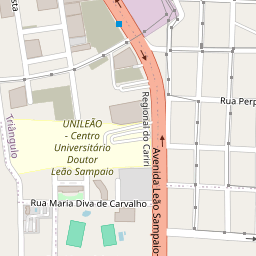 sta
Rua Perp
Regional do Cariri
UNILEÃO
- Centro
Universitário
Doutor
Leão Sampaio
Triângulo
Avenida Leão Sampaio
Rua Maria Diva de Carvalho